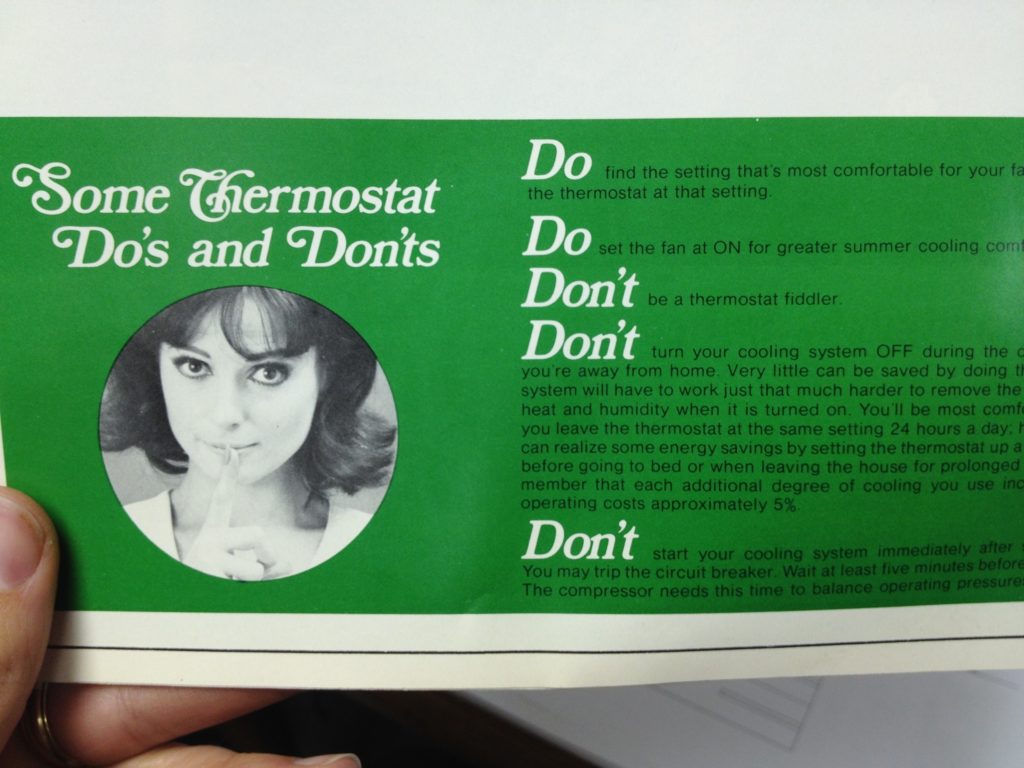 Some Thermostat
Do's and Don'ts
Do find the setting that's most comfortable for your
the thermostat at that setting.
Do set the fan at ON for greater summer cooling
Don't be a thermostat fiddler.
Don't turn your cooling system OFF during the
you're away from home. Very little can be saved by doing
system will have to work just that much harder to remove the
heat and humidity when it is turned on. You'll be most
you leave the thermostat at the same setting 24 hours a day;
can realize some energy savings by setting the thermostat up a
before going to bed or when leaving the house for prolonged
member that each additional degree of cooling you use
operating costs approximately 5%.
Don't start your cooling system immediately after
You may trip the circuit breaker. Wait at least five minutes before
The compressor needs this time to balance operating pressures